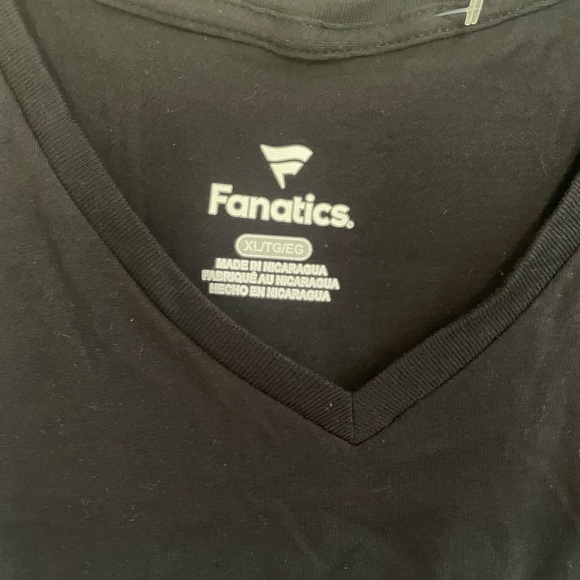 Fanatics.
XL/TG/EG
MADE IN NICARAGUA
FABRIQUÉ AU NICARAGUA
HECHO EN NICARAGUA